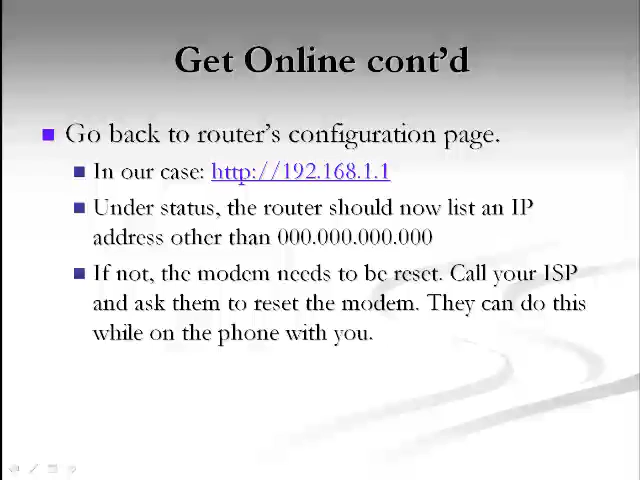 Get Online cont'd
Go back to router's configuration page.
In our case: http://192.168.1.1
Under status, the router should now list an IP
address other than 000.000.000.000
If not, the modem needs to be reset. Call your ISP
and ask them to reset the modem. They can do this
while on the phone with you.